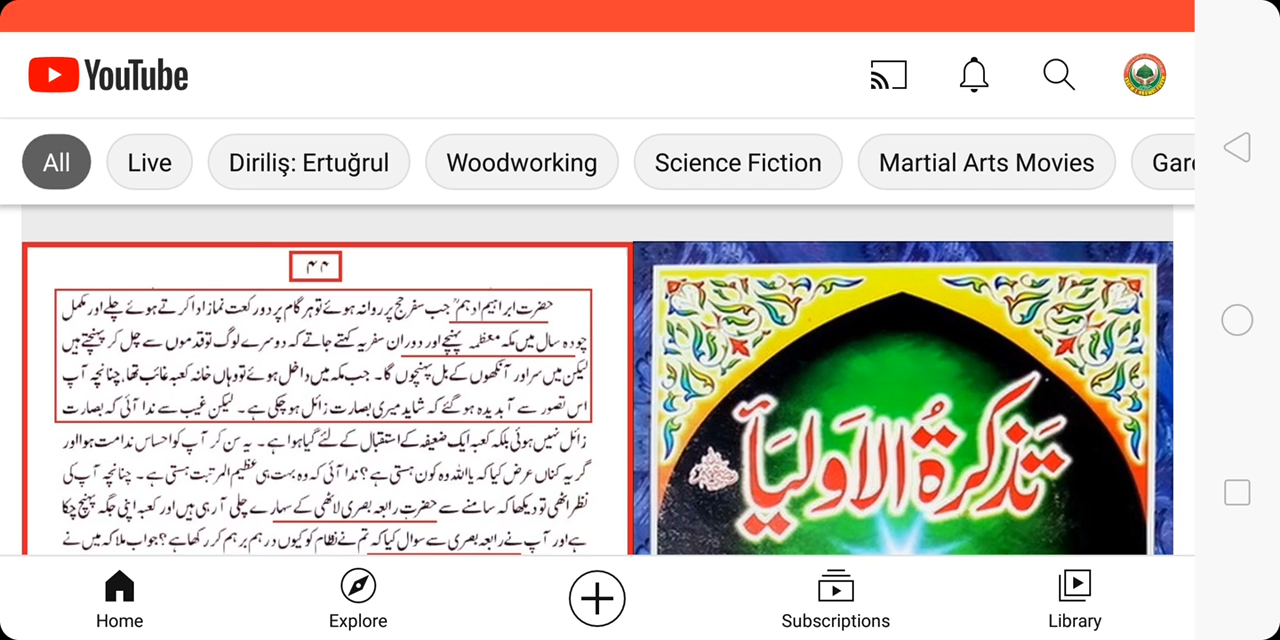 YouTube
All
Live
Diriliş: Ertuğrul
Woodworking
Science Fiction
Martial Arts Movies
Gar
۴۴
حضرت ابراہیم ادہمؒ جب سفر حج پر روانہ ہوئے تو ہر گام پر دو رکعت نماز ادا کرتے ہوئے چلے اور مکمل
چودہ سال میں مکہ معظمہ پہنچے اور دوران سفر یہ کہتے جاتے کہ دوسرے لوگ تو قدموں سے چل کر پہنچتے ہیں
لیکن میں سر اور آنکھوں کے بل پہنچوں گا۔ جب مکہ میں داخل ہوئے تو وہاں خانہ کعبہ غائب تھا، چنانچہ آپ
اس تصور سے آبدیدہ ہو گئے کہ شاید میری بصارت زائل ہو چکی ہے۔ لیکن غیب سے ندا آئی کہ بصارت
زائل نہیں ہوئی بلکہ کعبہ ایک ضعیفہ کے استقبال کے لئے گیا ہوا ہے۔ یہ سن کر آپ کو احساس ندامت ہوا اور
گریہ کناں عرض کیا کہ یا اللہ وہ کون ہستی ہے؟ ندا آئی کہ وہ بہت ہی عظیم المرتبت ہستی ہے۔ چنانچہ آپ کی
نظر اٹھی تو دیکھا کہ سامنے سے حضرت رابعہ بصری لاٹھی کے سہارے چلی آ رہی ہیں اور کعبہ اپنی جگہ پہنچ چکا
ہے اور آپ نے رابعہ بصری سے سوال کیا کہ تم نے نظام کو کیوں درہم برہم کر رکھا ہے؟ جواب ملا کہ میں نے
تذکرۃ الاولیاء
Home
Explore
Subscriptions
Library